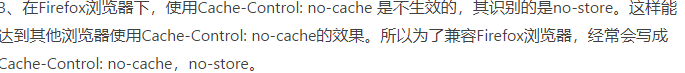 3、在Firefox浏览器下，使用Cache-Control: no-cache 是不生效的，其识别的是no-store。这样能
达到其他浏览器使用Cache-Control: no-cache的效果。所以为了兼容Firefox浏览器，经常会写成
Cache-Control: no-cache，no-store。